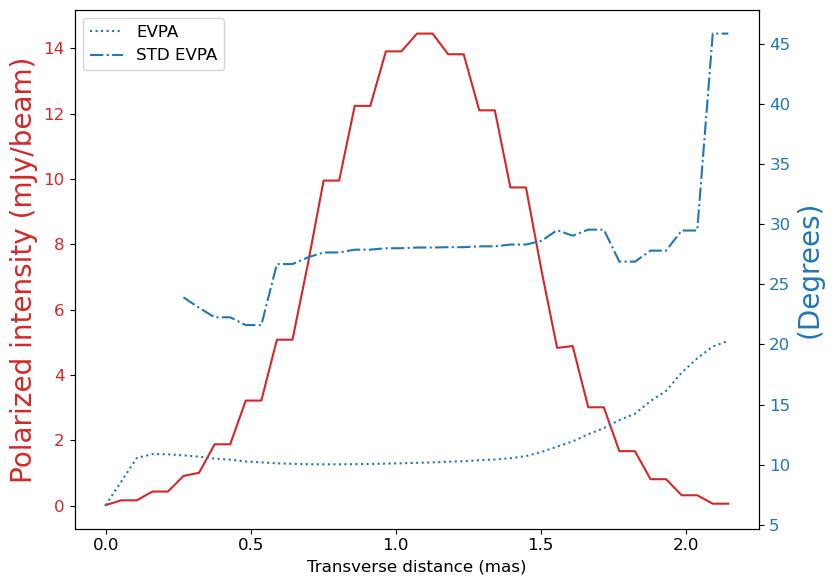 EVPA
STD EVPA
Polarized intensity (mJy/beam)
14
12
10
8
6
4
2
0
45
40
35
30
25
20
15
10
5
(Degrees)
0.0 0.5 1.0 1.5 2.0
Transverse distance (mas)